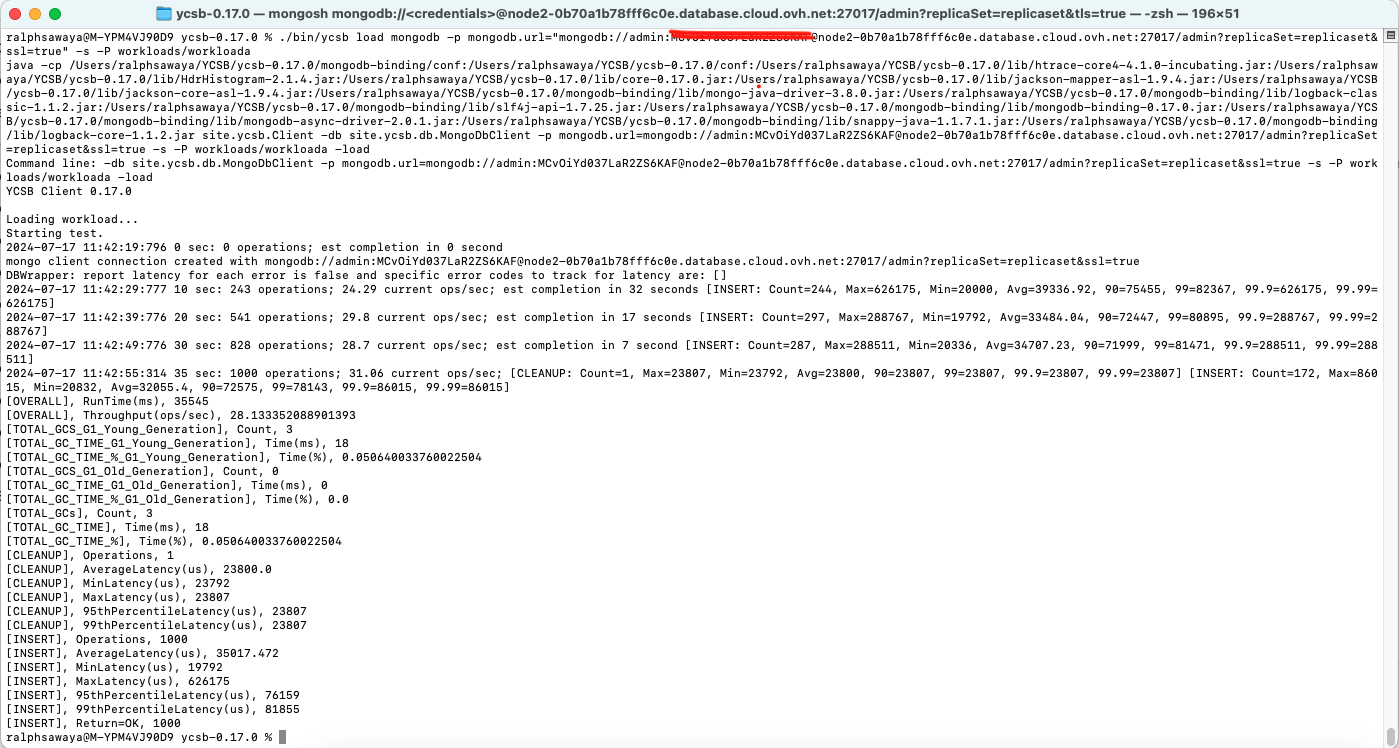 ycsb-0.17.0 — mongosh mongodb://<credentials>@node2-0b70a1b78fff6c0e.database.cloud.ovh.net:27017/admin?replicaSet=replicaset&tls=true — -zsh — 196×51
ralphsawaya@M-YPM4VJ90D9 ycsb-0.17.0 % ./bin/ycsb load mongodb -p mongodb.url="mongodb://admin: @node2-0b70a1b78fff6c0e.database.cloud.ovh.net:27017/admin?replicaSet=replicaset&
ssl=true" -s -P workloads/workloada
java -cp /Users/ralphsawaya/YCSB/ycsb-0.17.0/mongodb-binding/conf:/Users/ralphsawaya/YCSB/ycsb-0.17.0/conf:/Users/ralphsawaya/YCSB/ycsb-0.17.0/lib/htrace-core4-4.1.0-incubating.jar:/Users/ralphsaw
aya/YCSB/ycsb-0.17.0/lib/HdrHistogram-2.1.4.jar:/Users/ralphsawaya/YCSB/ycsb-0.17.0/lib/core-0.17.0.jar:/Users/ralphsawaya/YCSB/ycsb-0.17.0/lib/jackson-mapper-asl-1.9.4.jar:/Users/ralphsawaya/YCSB
/ycsb-0.17.0/lib/jackson-core-asl-1.9.4.jar:/Users/ralphsawaya/YCSB/ycsb-0.17.0/mongodb-binding/lib/mongo-java-driver-3.8.0.jar:/Users/ralphsawaya/YCSB/ycsb-0.17.0/mongodb-binding/lib/logback-clas
sic-1.1.2.jar:/Users/ralphsawaya/YCSB/ycsb-0.17.0/mongodb-binding/lib/slf4j-api-1.7.25.jar:/Users/ralphsawaya/YCSB/ycsb-0.17.0/mongodb-binding/lib/mongodb-binding-0.17.0.jar:/Users/ralphsawaya/YCS
B/ycsb-0.17.0/mongodb-binding/lib/mongodb-async-driver-2.0.1.jar:/Users/ralphsawaya/YCSB/ycsb-0.17.0/mongodb-binding/lib/snappy-java-1.1.7.1.jar:/Users/ralphsawaya/YCSB/ycsb-0.17.0/mongodb-binding
/lib/logback-core-1.1.2.jar site.ycsb.Client -db site.ycsb.db.MongoDbClient -p mongodb.url=mongodb://admin:MCvOiYd037LaR2ZS6KAF@node2-0b70a1b78fff6c0e.database.cloud.ovh.net:27017/admin?replicaSet
=replicaset&ssl=true -s -P workloads/workloada -load
Command line: -db site.ycsb.db.MongoDbClient -p mongodb.url=mongodb://admin:MCvOiYd037LaR2ZS6KAF@node2-0b70a1b78fff6c0e.database.cloud.ovh.net:27017/admin?replicaSet=replicaset&ssl=true -s -P work
loads/workloada -load
YCSB Client 0.17.0
Loading workload...
Starting test.
2024-07-17 11:42:19:796 0 sec: 0 operations; est completion in 0 second
mongo client connection created with mongodb://admin:MCvOiYd037LaR2ZS6KAF@node2-0b70a1b78fff6c0e.database.cloud.ovh.net:27017/admin?replicaSet=replicaset&ssl=true
DBWrapper: report latency for each error is false and specific error codes to track for latency are: []
2024-07-17 11:42:29:777 10 sec: 243 operations; 24.29 current ops/sec; est completion in 32 seconds [INSERT: Count=244, Max=626175, Min=20000, Avg=39336.92, 90=75455, 99=82367, 99.9=626175, 99.99=
626175]
2024-07-17 11:42:39:776 20 sec: 541 operations; 29.8 current ops/sec; est completion in 17 seconds [INSERT: Count=297, Max=288767, Min=19792, Avg=33484.04, 90=72447, 99=80895, 99.9=288767, 99.99=2
88767]
2024-07-17 11:42:49:776 30 sec: 828 operations; 28.7 current ops/sec; est completion in 7 second [INSERT: Count=287, Max=288511, Min=20336, Avg=34707.23, 90=71999, 99=81471, 99.9=288511, 99.99=288
511]
2024-07-17 11:42:55:314 35 sec: 1000 operations; 31.06 current ops/sec; [CLEANUP: Count=1, Max=23807, Min=23792, Avg=23800, 90=23807, 99=23807, 99.9=23807, 99.99=23807] [INSERT: Count=172, Max=860
15, Min=20832, Avg=32055.4, 90=72575, 99=78143, 99.9=86015, 99.99=86015]
[OVERALL], RunTime(ms), 35545
[OVERALL], Throughput(ops/sec), 28.133352088901393
[TOTAL_GCS_G1_Young_Generation], Count, 3
[TOTAL_GC_TIME_G1_Young_Generation], Time(ms), 18
[TOTAL_GC_TIME_%_G1_Young_Generation], Time(%), 0.050640033760022504
[TOTAL_GCS_G1_Old_Generation], Count, 0
[TOTAL_GC_TIME_G1_Old_Generation], Time(ms), 0
[TOTAL_GC_TIME_%_G1_Old_Generation], Time(%), 0.0
[TOTAL_GCs], Count, 3
[TOTAL_GC_TIME], Time(ms), 18
[TOTAL_GC_TIME_%], Time(%), 0.050640033760022504
[CLEANUP], Operations, 1
[CLEANUP], AverageLatency(us), 23800.0
[CLEANUP], MinLatency(us), 23792
[CLEANUP], MaxLatency(us), 23807
[CLEANUP], 95thPercentileLatency(us), 23807
[CLEANUP], 99thPercentileLatency(us), 23807
[INSERT], Operations, 1000
[INSERT], AverageLatency(us), 35017.472
[INSERT], MinLatency(us), 19792
[INSERT], MaxLatency(us), 626175
[INSERT], 95thPercentileLatency(us), 76159
[INSERT], 99thPercentileLatency(us), 81855
[INSERT], Return=OK, 1000
ralphsawaya@M-YPM4VJ90D9 ycsb-0.17.0 %